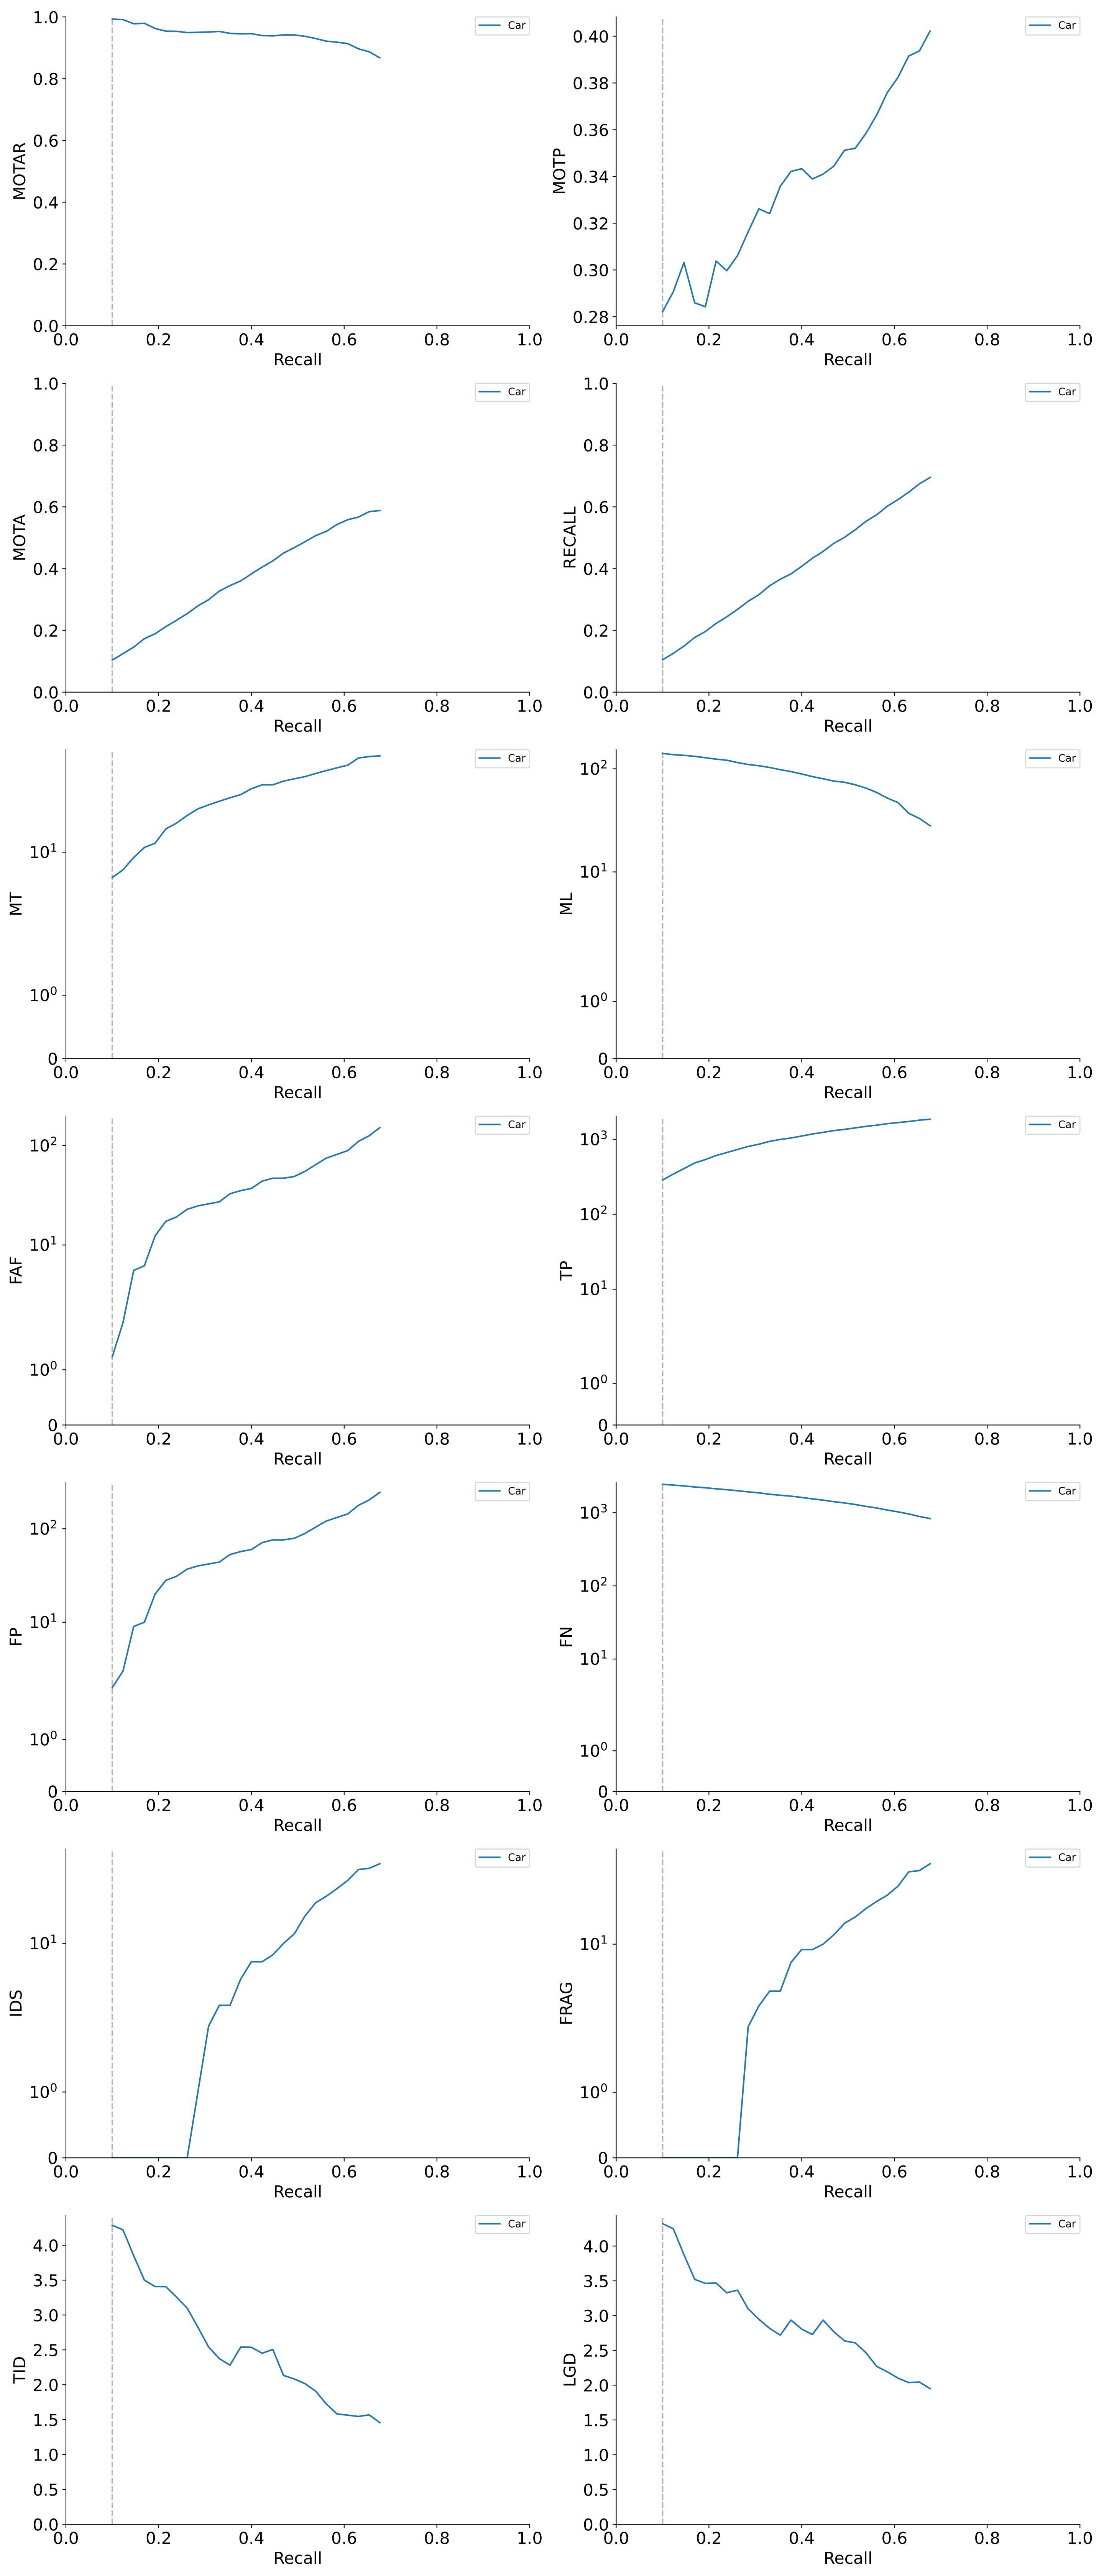 1.0
0.8
0.6
0.4
0.2
0.0
MOTAR
Car
0.0 0.2 0.4 0.6 0.8 1.0
Recall
0.40
0.38
0.36
0.34
0.32
0.30
0.28
MOTP
Car
0.0 0.2 0.4 0.6 0.8 1.0
Recall
1.0
0.8
0.6
0.4
0.2
0.0
MOTA
Car
0.0 0.2 0.4 0.6 0.8 1.0
Recall
1.0
0.8
0.6
0.4
0.2
0.0
RECALL
Car
0.0 0.2 0.4 0.6 0.8 1.0
Recall
10¹
10⁰
0
MT
Car
0.0 0.2 0.4 0.6 0.8 1.0
Recall
10²
10¹
10⁰
0
ML
Car
0.0 0.2 0.4 0.6 0.8 1.0
Recall
10²
10¹
10⁰
0
FAF
Car
0.0 0.2 0.4 0.6 0.8 1.0
Recall
10³
10²
10¹
10⁰
0
TP
Car
0.0 0.2 0.4 0.6 0.8 1.0
Recall
10²
10¹
10⁰
0
FP
Car
0.0 0.2 0.4 0.6 0.8 1.0
Recall
10³
10²
10¹
10⁰
0
FN
Car
0.0 0.2 0.4 0.6 0.8 1.0
Recall
10¹
10⁰
0
IDS
Car
0.0 0.2 0.4 0.6 0.8 1.0
Recall
10¹
10⁰
0
FRAG
Car
0.0 0.2 0.4 0.6 0.8 1.0
Recall
4.0
3.5
3.0
2.5
2.0
1.5
1.0
0.5
0.0
TID
Car
0.0 0.2 0.4 0.6 0.8 1.0
Recall
4.0
3.5
3.0
2.5
2.0
1.5
1.0
0.5
0.0
LGD
Car
0.0 0.2 0.4 0.6 0.8 1.0
Recall